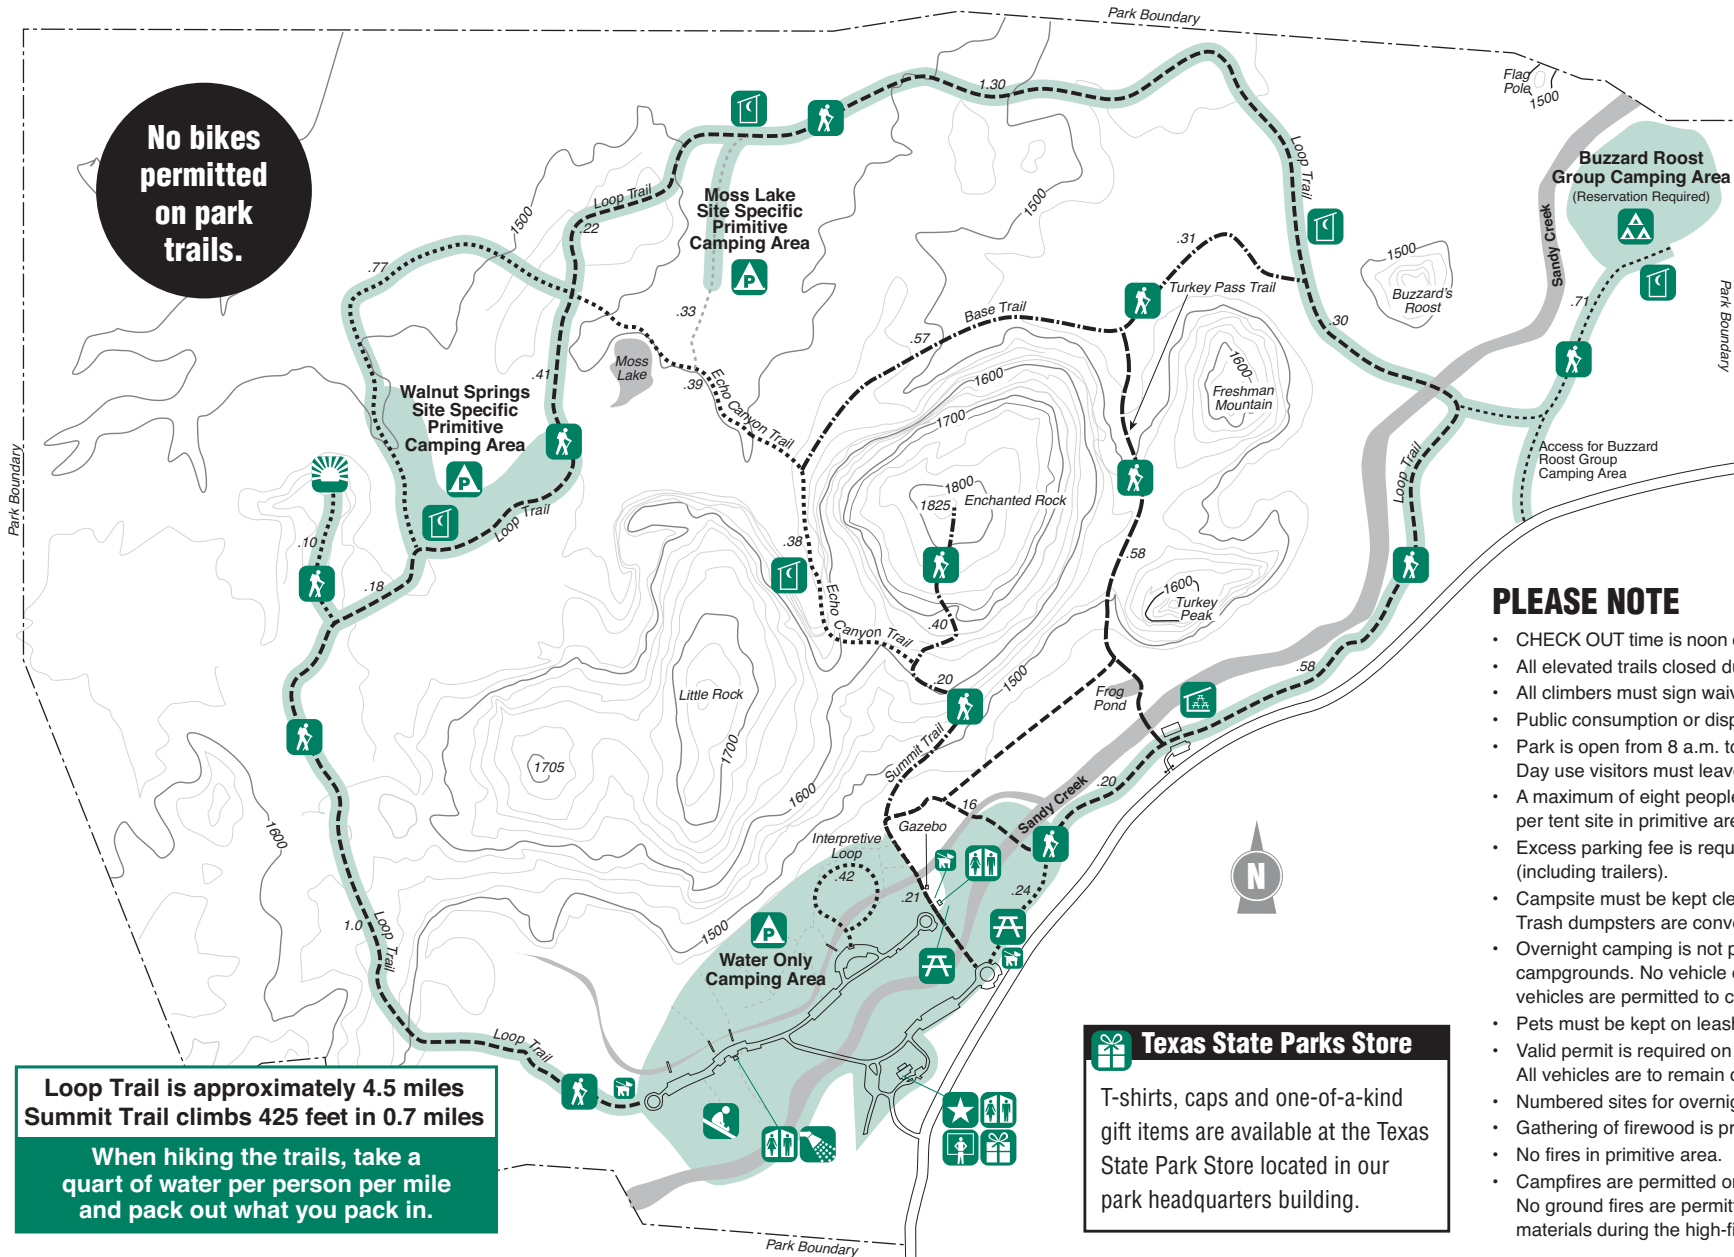 Park Boundary
No bikes
permitted
on park
trails.
Flag
Pole
1500
1.30
Loop Trail
Buzzard Roost
Group Camping Area
(Reservation Required)
Sandy Creek
Park Boundary
.71
Loop Trail
.22
1500
.77
Moss Lake
Site Specific
Primitive
Camping Area
P
.33
1500
.31
Turkey Pass Trail
Base Trail
.57
1500
Buzzard's
Roost
.30
Moss
Lake
.39
Echo Canyon Trail
.41
Walnut Springs
Site Specific
Primitive
Camping Area
P
Loop Trail
1600
1700
1800
1825
Enchanted Rock
1600
Freshman
Mountain
Access for Buzzard
Roost Group
Camping Area
Loop Trail
Park Boundary
.10
.18
.38
Echo Canyon Trail
.40
.20
.58
1600
Turkey
Peak
1500
Frog
Pond
.58
Little Rock
1700
1705
1600
1600
Summit Trail
Sandy Creek
.20
.16
Gazebo
Interpretive
Loop
.42
.21
.24
1500
P
Water Only
Camping Area
1.0
Loop Trail
Loop Trail
N
PLEASE NOTE
• CHECK OUT time is noon
• All elevated trails closed
• All climbers must sign
• Public consumption or
• Park is open from 8 a.m.
Day use visitors must
• A maximum of eight people
per tent site in primitive
• Excess parking fee is
(including trailers).
• Campsite must be kept
Trash dumpsters are
• Overnight camping is not
campgrounds. No vehicle
vehicles are permitted to
• Pets must be kept on
• Valid permit is required on
All vehicles are to remain
• Numbered sites for
• Gathering of firewood is
• No fires in primitive area.
• Campfires are permitted
No ground fires are
materials during the
Texas State Parks Store
T-shirts, caps and one-of-a-kind
gift items are available at the Texas
State Park Store located in our
park headquarters building.
Loop Trail is approximately 4.5 miles
Summit Trail climbs 425 feet in 0.7 miles
When hiking the trails, take a
quart of water per person per mile
and pack out what you pack in.
Park Boundary